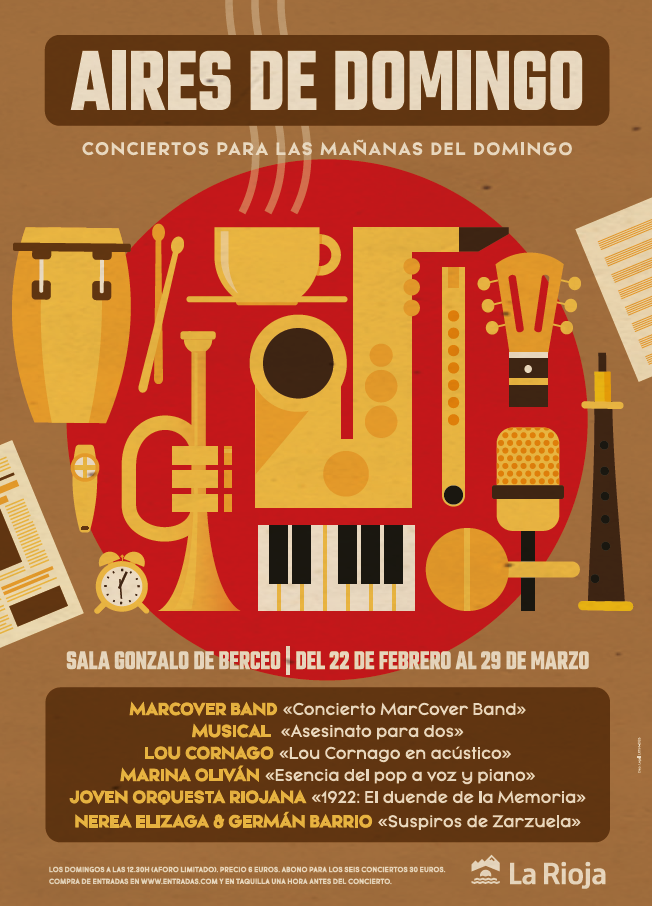 AIRES DE DOMINGO
CONCIERTOS PARA LAS MAÑANAS DEL DOMINGO
SALA GONZALO DE BERCEO | DEL 22 DE FEBRERO AL 29 DE MARZO
MARCOVER BAND «Concierto MarCover Band»
MUSICAL «Asesinato para dos»
LOU CORNAGO «Lou Cornago en acústico»
MARINA OLIVÁN «Esencia del pop a voz y piano»
JOVEN ORQUESTA RIOJANA «1922: El duende de la Memoria»
NEREA ELIZAGA & GERMÁN BARRIO «Suspiros de Zarzuela»
LOS DOMINGOS A LAS 12.30H (AFORO LIMITADO). PRECIO 6 EUROS. ABONO PARA LOS SEIS CONCIERTOS 30 EUROS.
COMPRA DE ENTRADAS EN WWW.ENTRADAS.COM Y EN TAQUILLA UNA HORA ANTES DEL CONCIERTO.
La Rioja